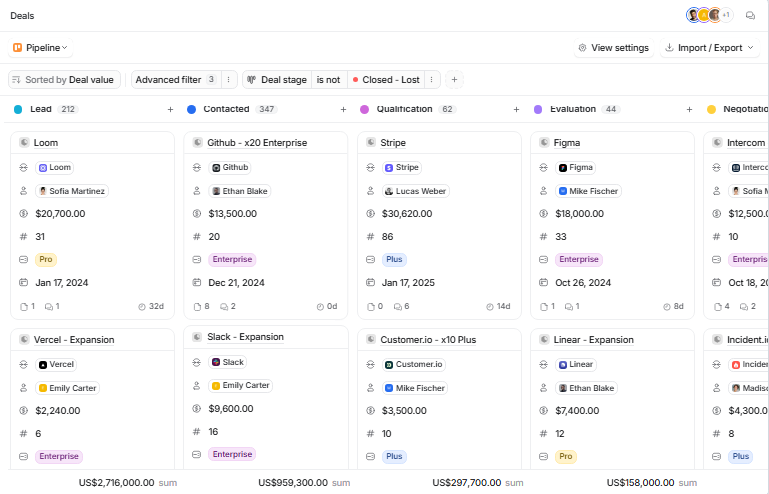 Deals
+1
Pipeline
View settings
Import / Export
Sorted by Deal value
Advanced filter 3
Deal stage is not Closed - Lost
+
Lead 212 +
Contacted 347 +
Qualification 62 +
Evaluation 44 +
Negotiatio
Loom
Loom
Sofia Martinez
$20,700.00
31
Pro
Jan 17, 2024
1 1 32d
Github - x20 Enterprise
Github
Ethan Blake
$13,500.00
20
Enterprise
Dec 21, 2024
8 2 0d
Stripe
Stripe
Lucas Weber
$30,620.00
86
Plus
Jan 17, 2025
0 6 14d
Figma
Figma
Mike Fischer
$18,000.00
33
Enterprise
Oct 26, 2024
1 1 8d
Intercom
Interco
Sofia M
$12,500.0
10
Enterpris
Oct 18, 20
4 2
Vercel - Expansion
Vercel
Emily Carter
$2,240.00
6
Enterprise
Slack - Expansion
Slack
Emily Carter
$9,600.00
16
Enterprise
Customer.io - x10 Plus
Customer.io
Mike Fischer
$3,500.00
10
Plus
Linear - Expansion
Linear
Ethan Blake
$7,400.00
12
Pro
Incident.i
Inciden
Madiso
$4,300.0
8
Plus
US$2,716,000.00 sum
US$959,300.00 sum
US$297,700.00 sum
US$158,000.00 sum